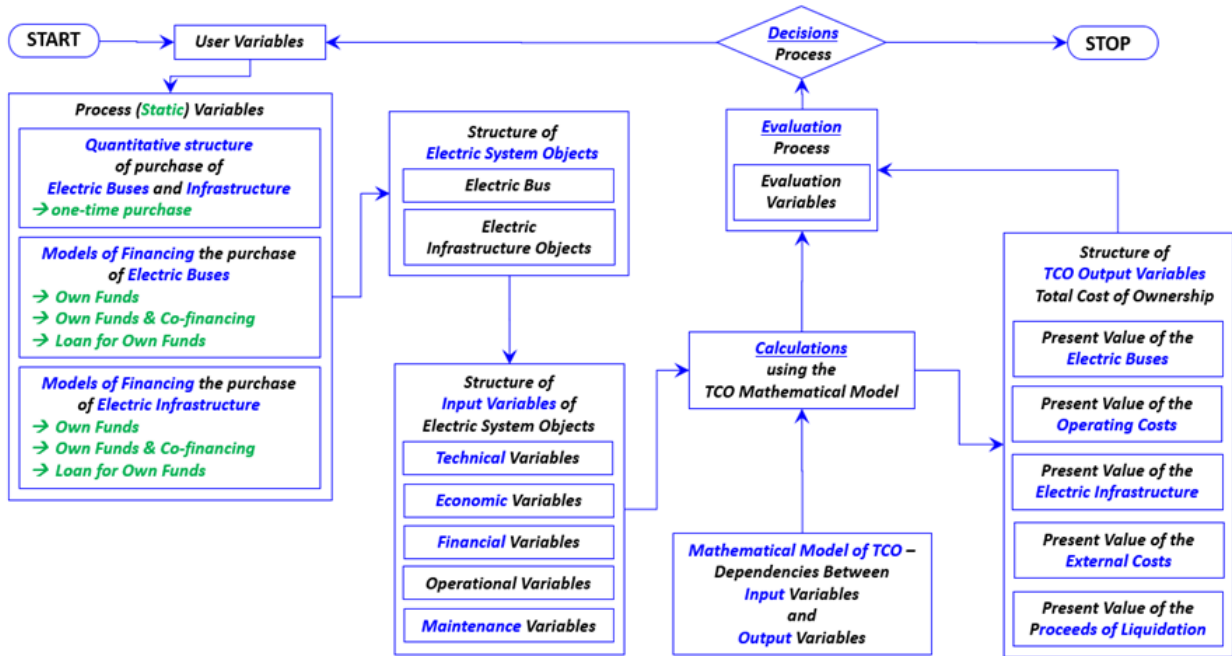 START
User Variables
Decisions
Process
STOP
Process (Static) Variables
Quantitative structure
of purchase of
Electric Buses and Infrastructure
→ one-time purchase
Models of Financing the purchase
of Electric Buses
→ Own Funds
→ Own Funds & Co-financing
→ Loan for Own Funds
Models of Financing the purchase
of Electric Infrastructure
→ Own Funds
→ Own Funds & Co-financing
→ Loan for Own Funds
Structure of
Electric System Objects
Electric Bus
Electric
Infrastructure Objects
Structure of
Input Variables of
Electric System Objects
Technical Variables
Economic Variables
Financial Variables
Operational Variables
Maintenance Variables
Evaluation
Process
Evaluation
Variables
Calculations
using the
TCO Mathematical Model
Mathematical Model of TCO –
Dependencies Between
Input Variables
and
Output Variables
Structure of
TCO Output Variables
Total Cost of Ownership
Present Value of the
Electric Buses
Present Value of the
Operating Costs
Present Value of the
Electric Infrastructure
Present Value of the
External Costs
Present Value of the
Proceeds of Liquidation